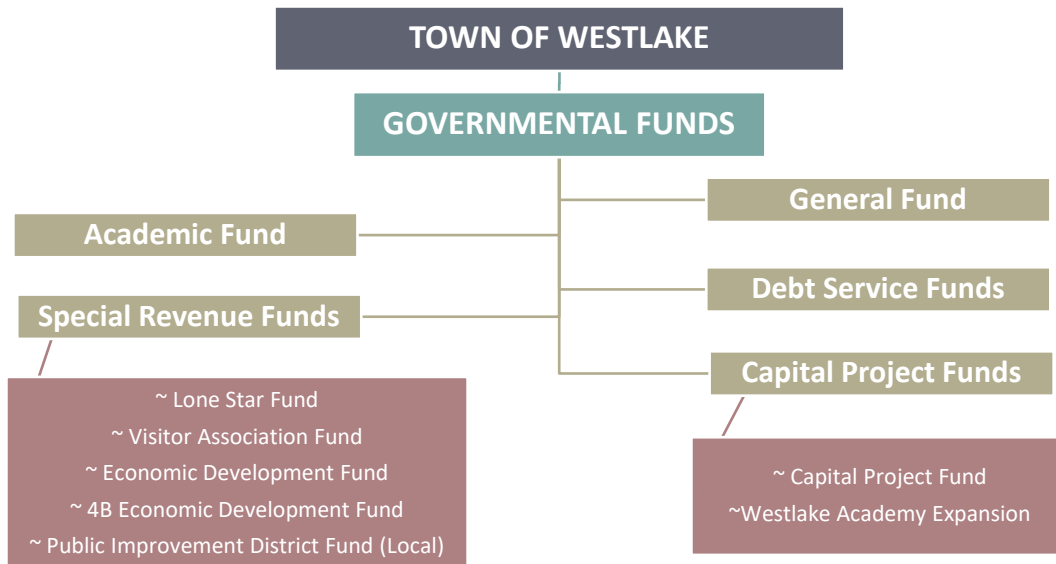 TOWN OF WESTLAKE
GOVERNMENTAL FUNDS
General Fund
Academic Fund
Debt Service Funds
Special Revenue Funds
Capital Project Funds
~ Lone Star Fund
~ Visitor Association Fund
~ Economic Development Fund
~ 4B Economic Development Fund
~ Public Improvement District Fund (Local)
~ Capital Project Fund
~Westlake Academy Expansion